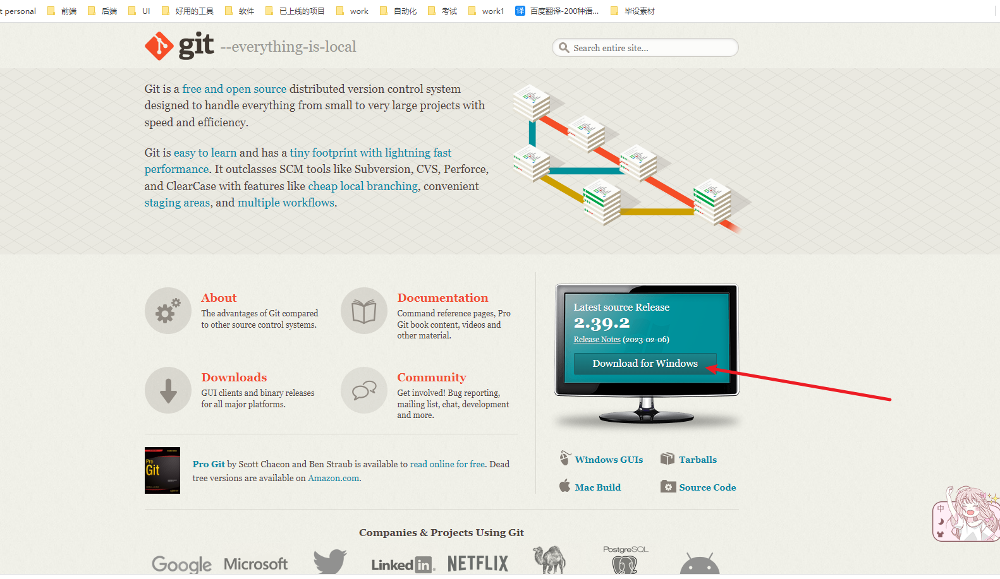 t personal 前端 后端 UI 好用的工具 软件 已上线的项目 work 自动化 考试 work1 译 百度翻译-200种语... 毕设素材
git --everything-is-local
Search entire site...
Git is a free and open source distributed version control system
designed to handle everything from small to very large projects with
speed and efficiency.
Git is easy to learn and has a tiny footprint with lightning fast
performance. It outclasses SCM tools like Subversion, CVS, Perforce,
and ClearCase with features like cheap local branching, convenient
staging areas, and multiple workflows.
About
The advantages of Git compared
to other source control systems.
Documentation
Command reference pages, Pro
Git book content, videos and
other material.
Downloads
GUI clients and binary releases
for all major platforms.
Community
Get involved! Bug reporting,
mailing list, chat, development
and more.
Latest source Release
2.39.2
Release Notes (2023-02-06)
Download for Windows
Pro
Git
Pro Git by Scott Chacon and Ben Straub is available to read online for free. Dead
tree versions are available on Amazon.com.
Windows GUIs
Tarballs
Mac Build
Source Code
中
Companies & Projects Using Git
Google
Microsoft
Linked in
NETFLIX
PostgreSQL